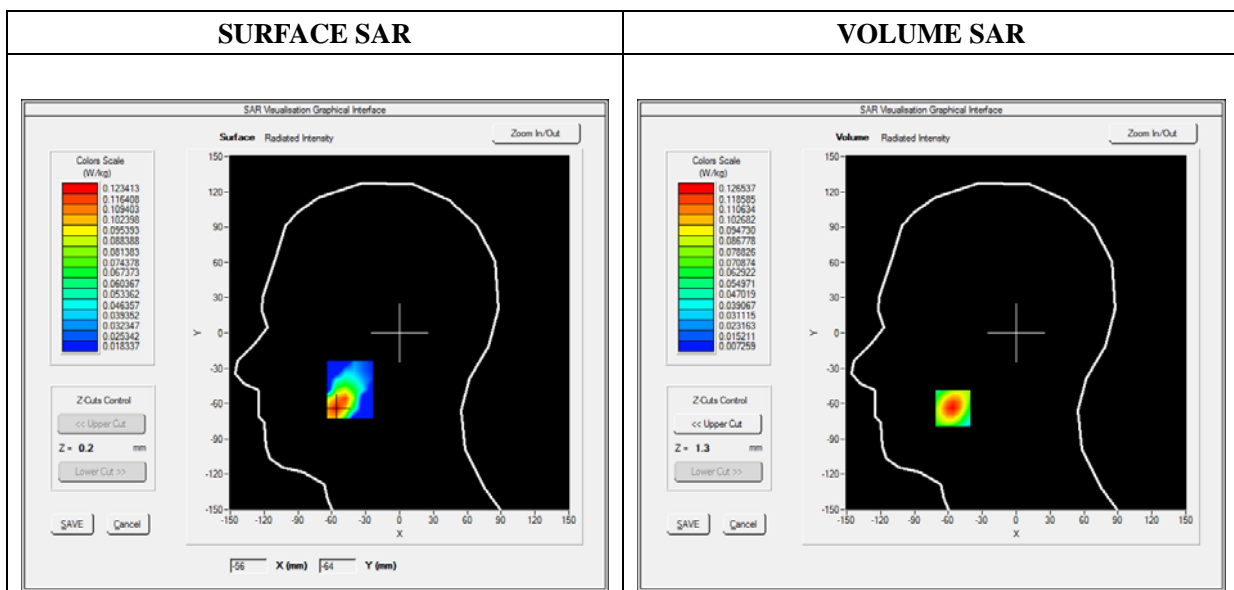 SURFACE SAR
VOLUME SAR
SAR Visualisation Graphical Interface
Surface Radiated Intensity
Zoom In/Out
Colors Scale
(W/kg)
0.123413
0.116408
0.109403
0.102398
0.095393
0.088388
0.081383
0.074378
0.067373
0.060367
0.053362
0.046357
0.039352
0.032347
0.025342
0.018337
150
120
90
60
30
0
-30
-60
-90
-120
-150
Y
-150 -120 -90 -60 -30 0 30 60 90 120 150
X
Z-Cuts Control
<< Upper Cut
Z = 0.2 mm
Lower Cut >>
SAVE Cancel
-56 X (mm) -64 Y (mm)
SAR Visualisation Graphical Interface
Volume Radiated Intensity
Zoom In/Out
Colors Scale
(W/kg)
0.126537
0.118585
0.110634
0.102682
0.094730
0.086778
0.078826
0.070874
0.062922
0.054971
0.047019
0.039067
0.031115
0.023163
0.015211
0.007259
150
120
90
60
30
0
-30
-60
-90
-120
-150
Y
-150 -120 -90 -60 -30 0 30 60 90 120 150
X
Z-Cuts Control
<< Upper Cut
Z = 1.3 mm
Lower Cut >>
SAVE Cancel